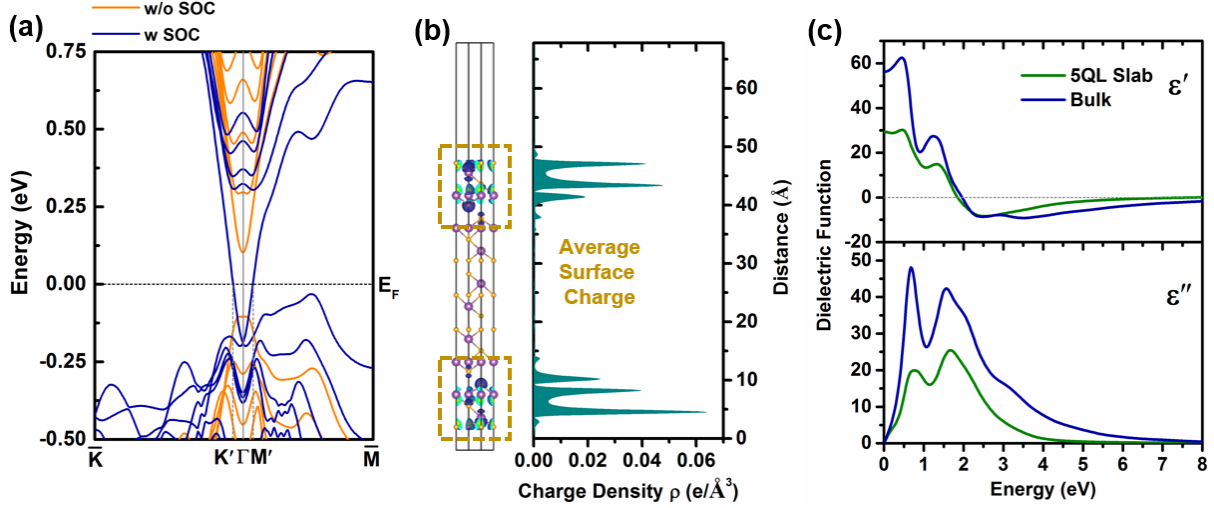 (a)
w/o SOC
w SOC
0.75
0.50
0.25
0.00
-0.25
-0.50
Energy (eV)
E_F
K̅
K′
Γ
M′
M̅
(b)
Average
Surface
Charge
60
50
40
30
20
10
0
Distance (Å)
0.00 0.02 0.04 0.06
Charge Density ρ (e/Å³)
(c)
60
40
20
0
-20
5QL Slab
Bulk
ε′
Dielectric Function
50
40
30
20
10
0
ε″
0 1 2 3 4 5 6 7 8
Energy (eV)